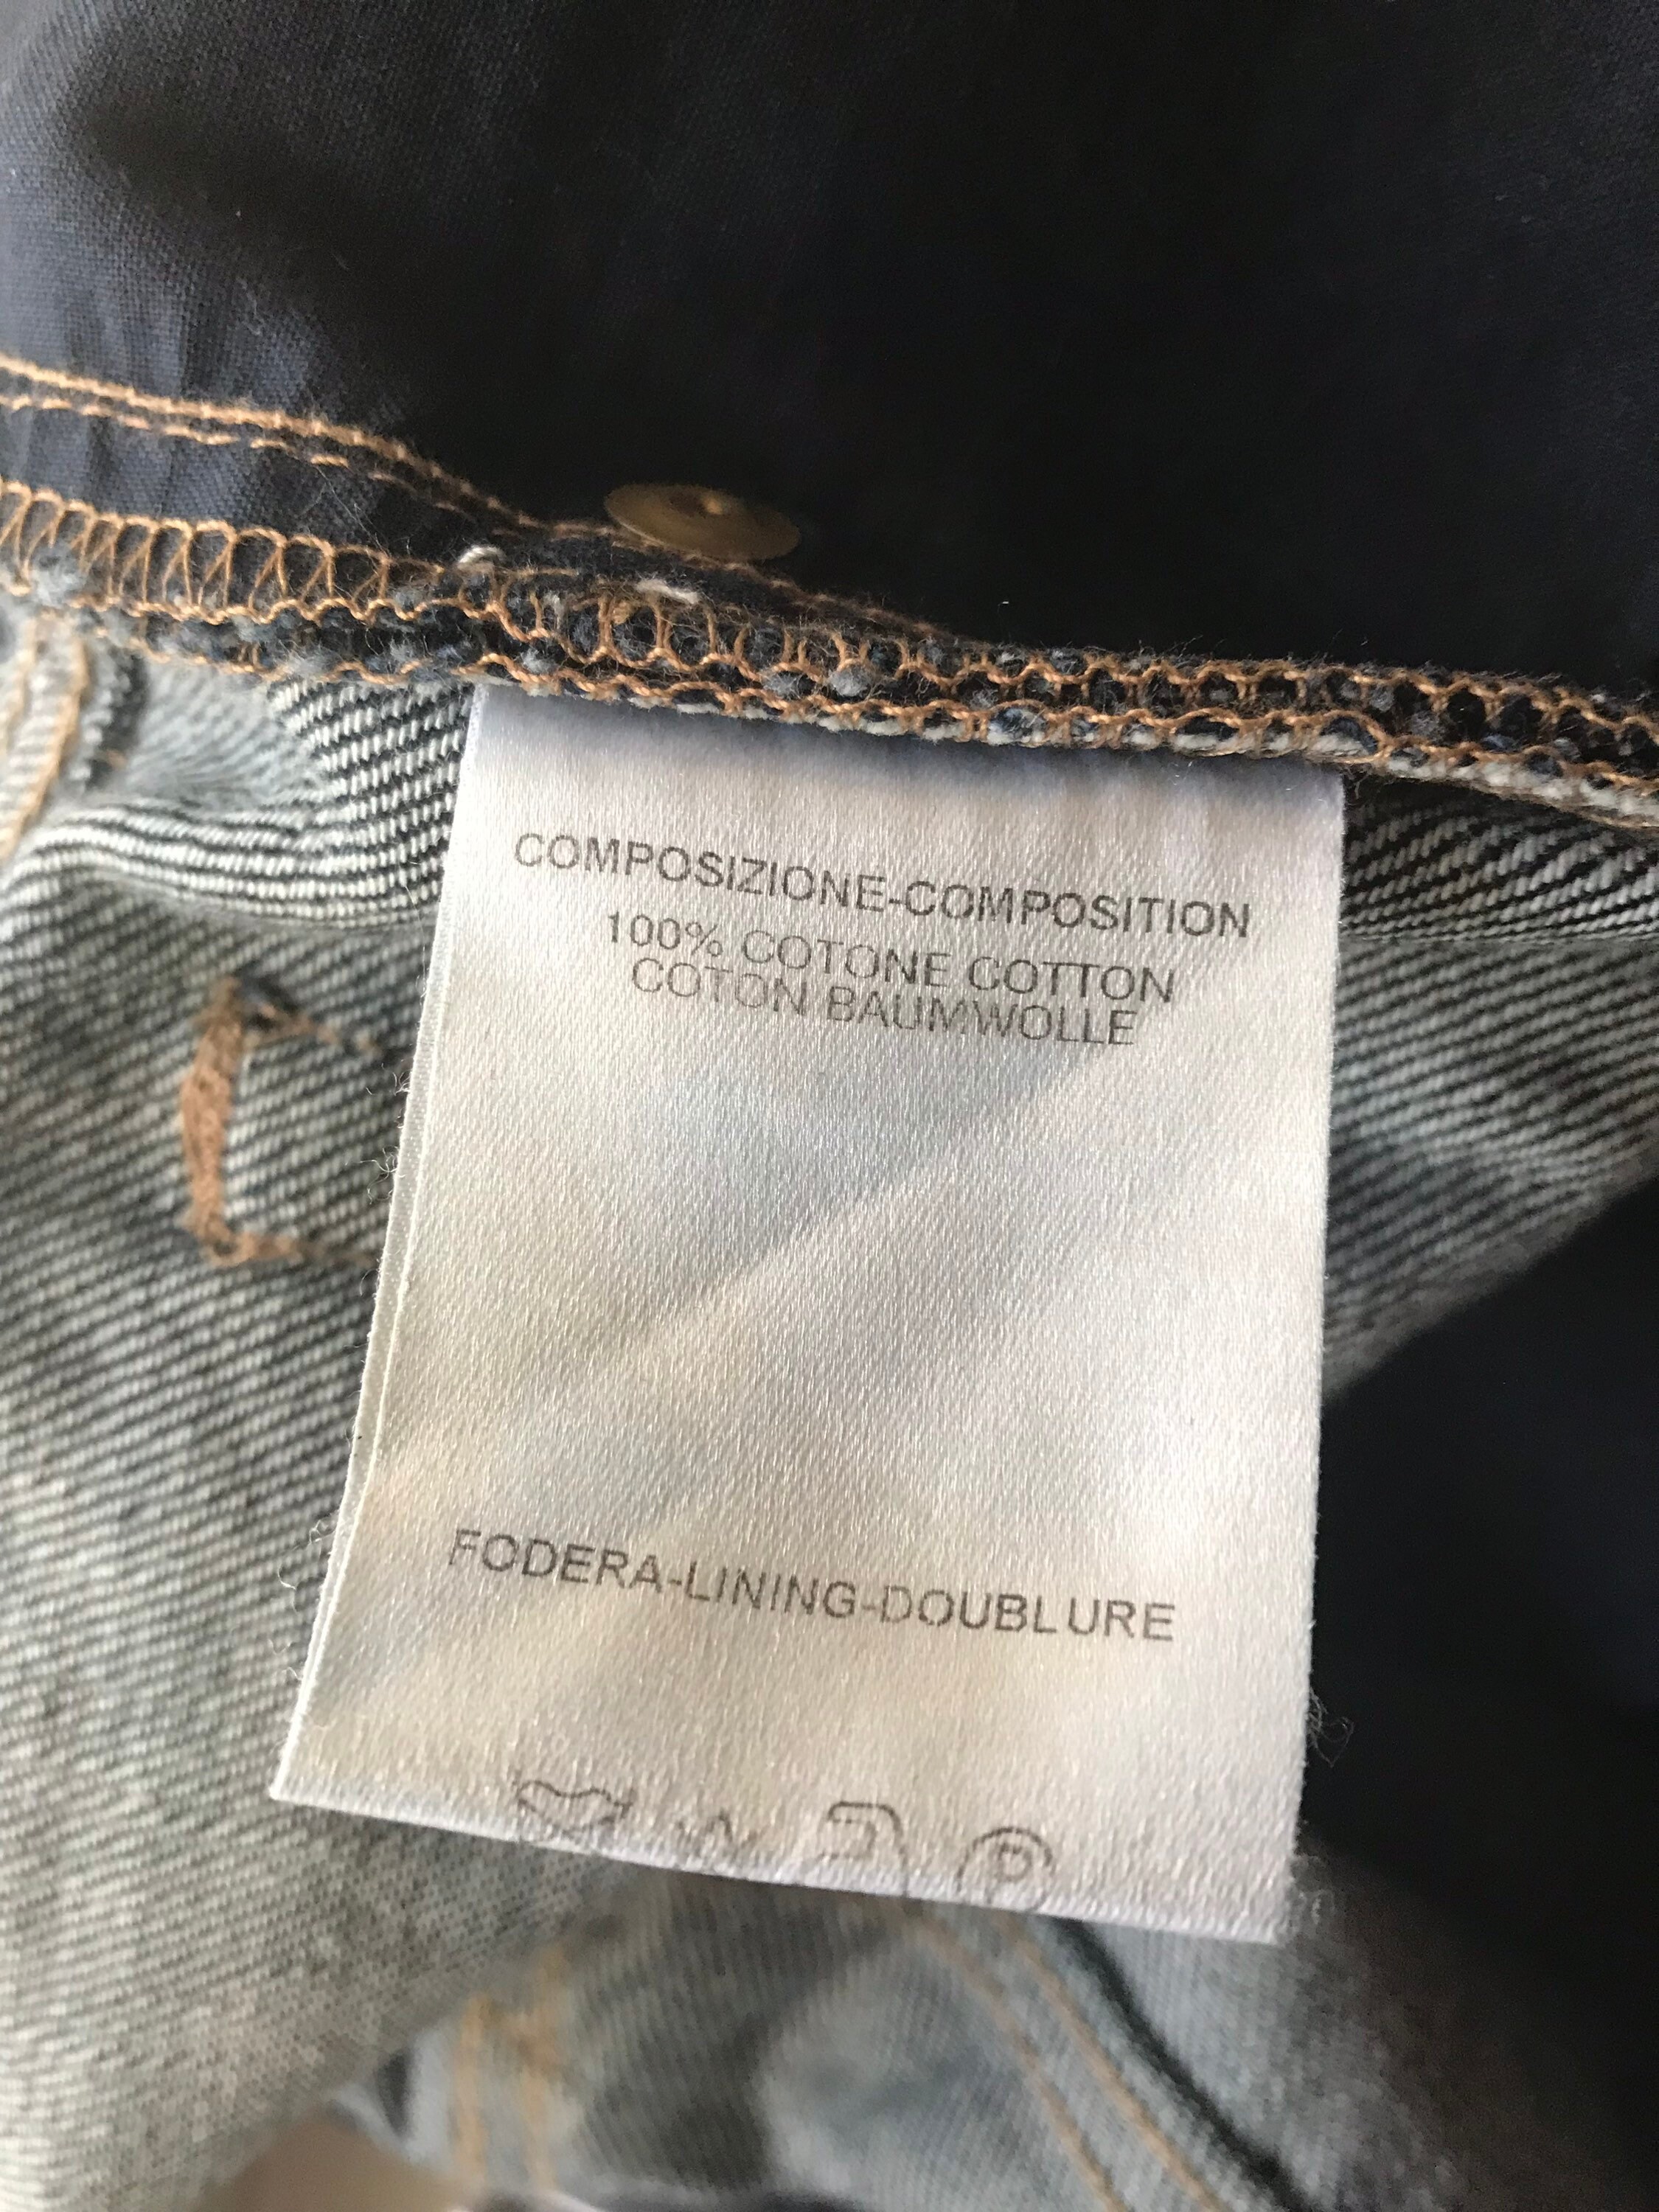 COMPOSIZIONE-COMPOSITION
100% COTONE COTTON
COTON BAUMWOLLE
FODERA-LINING-DOUBLURE